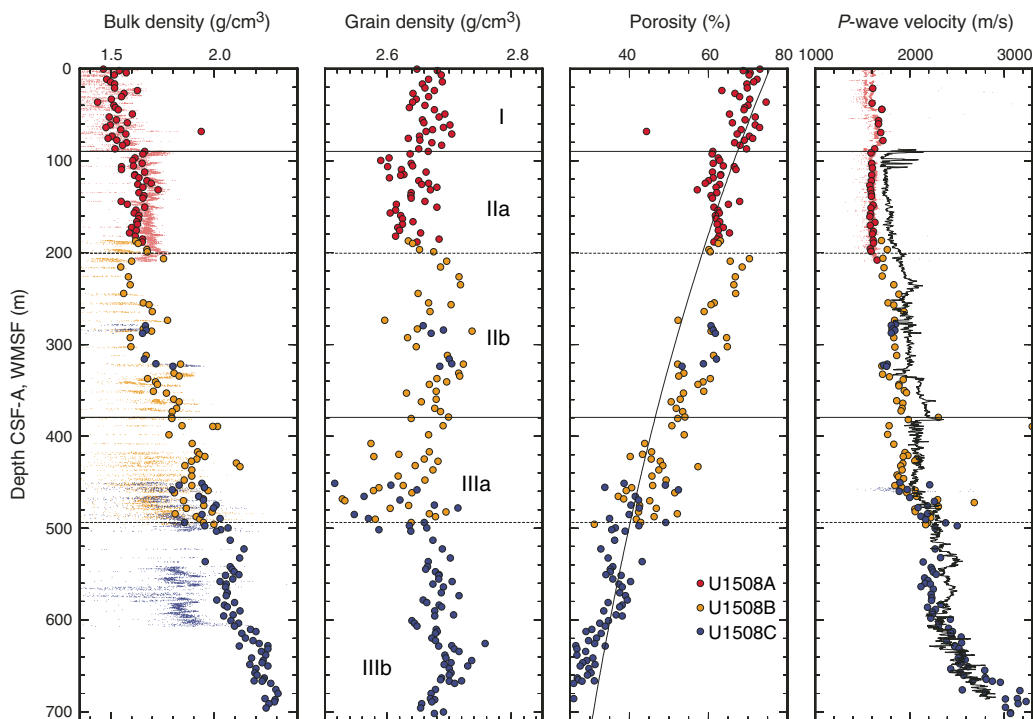 Bulk density (g/cm³) Grain density (g/cm³) Porosity (%) P-wave velocity (m/s)
1.5 2.0 2.6 2.8 40 60 80 1000 2000 3000
Depth CSF-A, WMSF (m)
0
100
200
300
400
500
600
700
I
IIa
IIb
IIIa
IIIb
U1508A
U1508B
U1508C